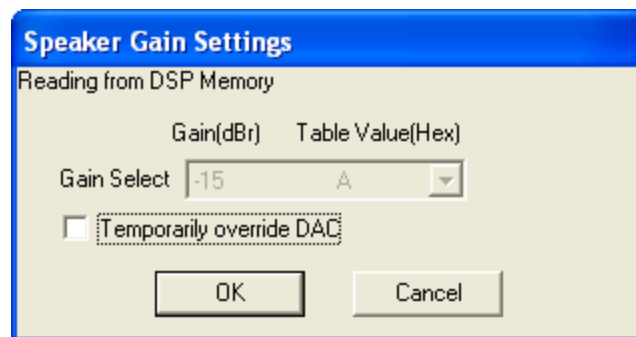 Speaker Gain Settings
Reading from DSP Memory
Gain(dBr) Table Value(Hex)
Gain Select -15 A
Temporarily override DAC
OK Cancel